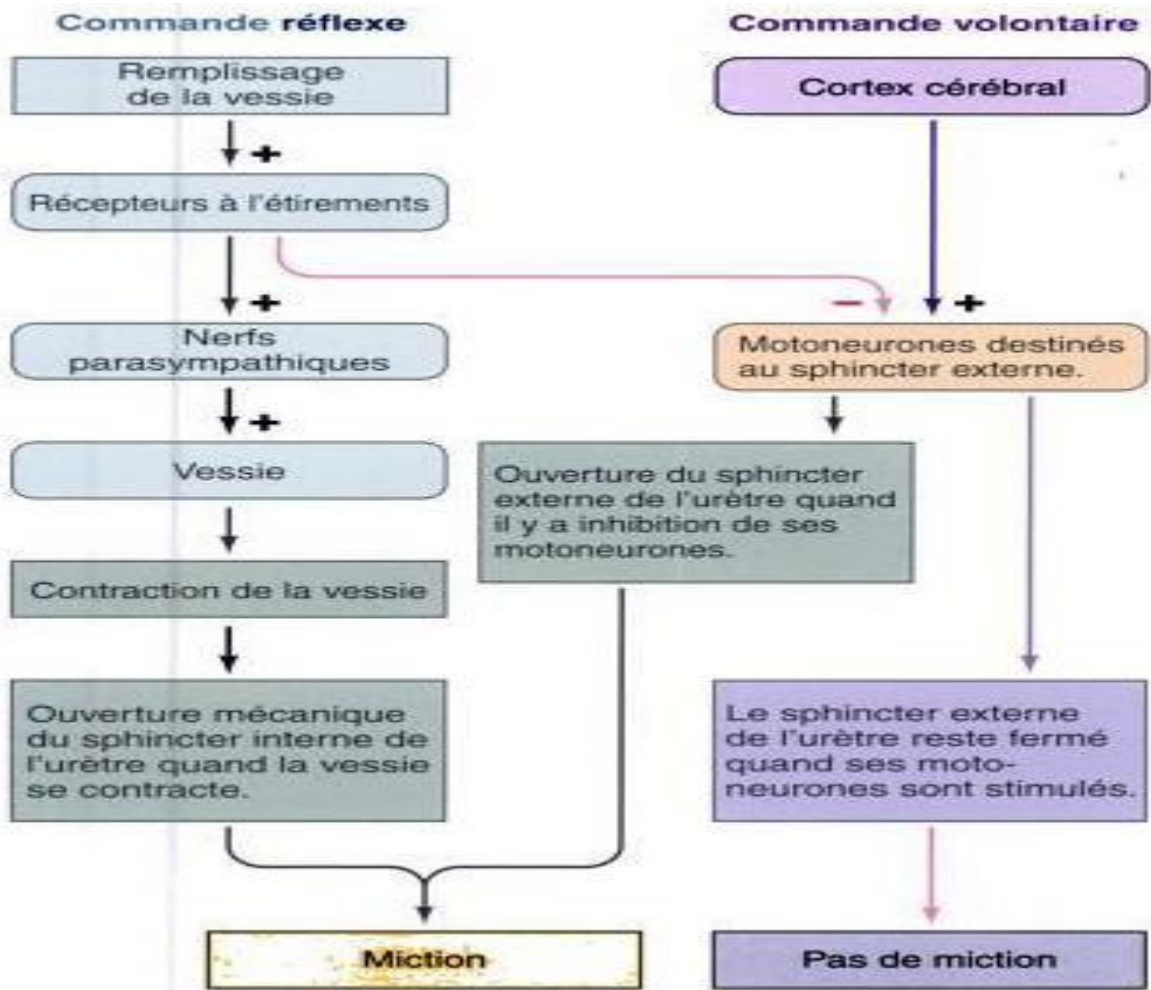 Commande réflexe
Remplissage
de la vessie
+
Récepteurs à l'étirements
+
Nerfs
parasympathiques
+
Vessie
Contraction de la vessie
Ouverture mécanique
du sphincter interne de
l'urètre quand la vessie
se contracte.
Commande volontaire
Cortex cérébral
− +
Motoneurones destinés
au sphincter externe.
Ouverture du sphincter
externe de l'urètre quand
il y a inhibition de ses
motoneurones.
Le sphincter externe
de l'urètre reste fermé
quand ses moto-
neurones sont stimulés.
Miction
Pas de miction